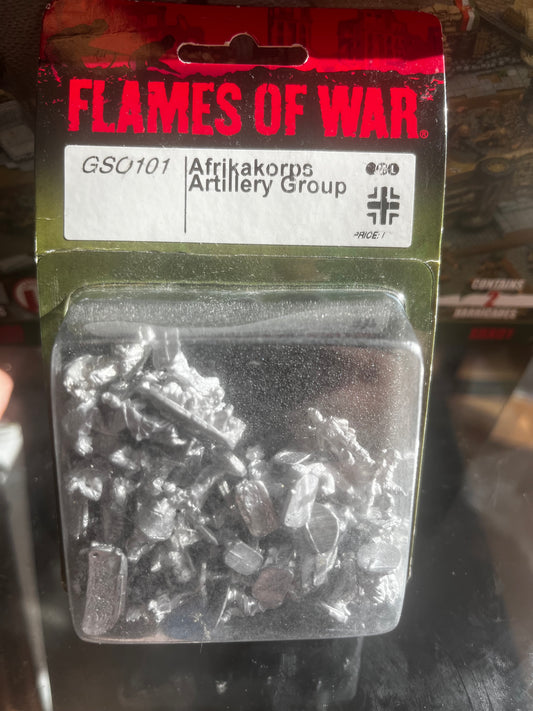 FLAMES OF WAR®
GSO101
Afrikakorps
Artillery Group
L
PRICE:
CONTAINS
2
BARRICADES